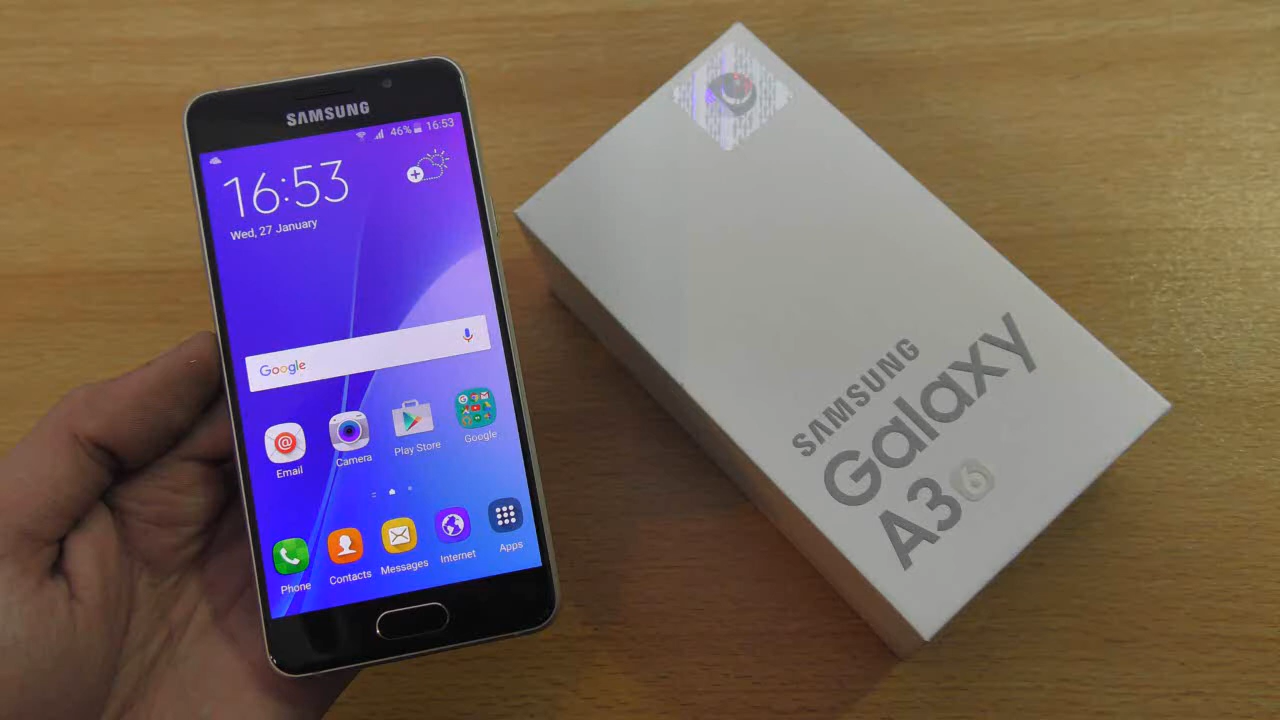 SAMSUNG
46% 16:53
16:53
Wed, 27 January
Google
Email
Camera
Play Store
Google
Phone
Contacts
Messages
Internet
Apps
SAMSUNG
Galaxy
A3 6